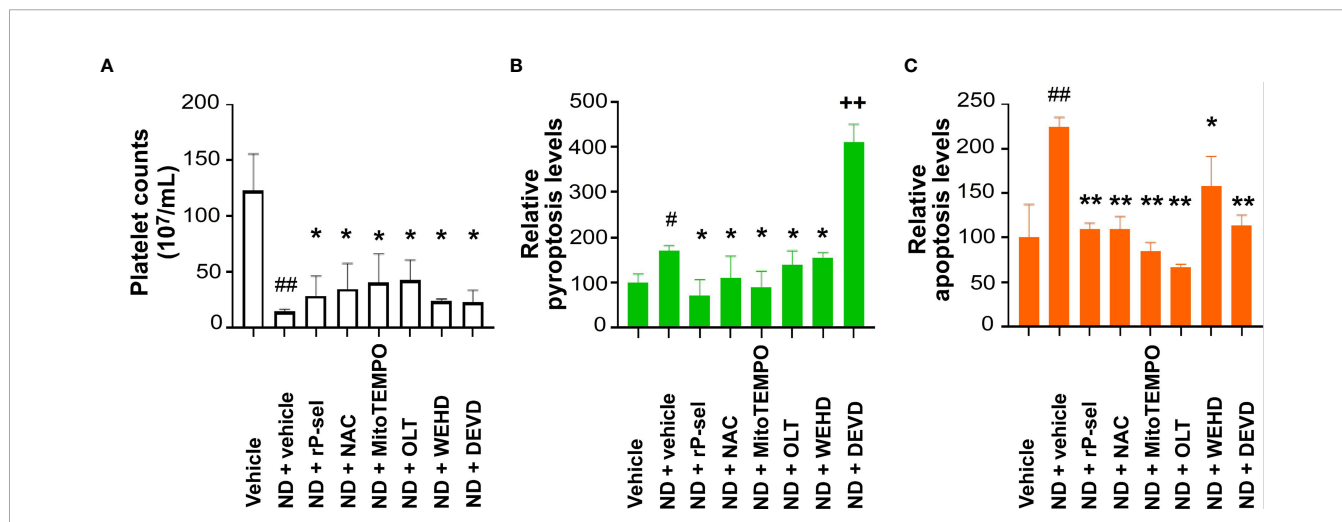 A
Platelet counts
(10⁷/mL)
200
150
100
50
0
##
*
*
*
*
*
*
Vehicle
ND + vehicle
ND + rP-sel
ND + NAC
ND + MitoTEMPO
ND + OLT
ND + WEHD
ND + DEVD
B
Relative
pyroptosis levels
500
400
300
200
100
0
#
*
*
*
*
*
++
Vehicle
ND + vehicle
ND + rP-sel
ND + NAC
ND + MitoTEMPO
ND + OLT
ND + WEHD
ND + DEVD
C
Relative
apoptosis levels
250
200
150
100
50
0
##
**
**
**
**
*
**
Vehicle
ND + vehicle
ND + rP-sel
ND + NAC
ND + MitoTEMPO
ND + OLT
ND + WEHD
ND + DEVD